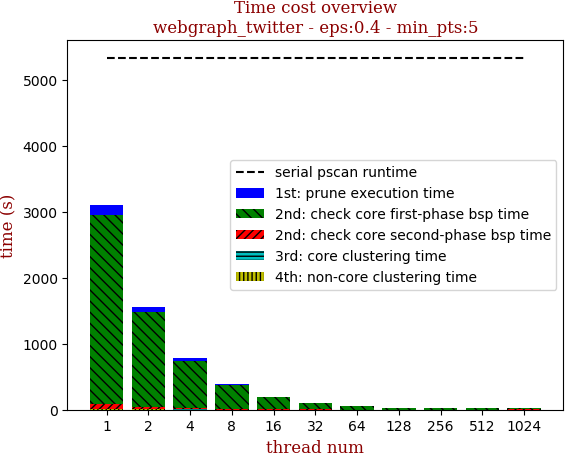 Time cost overview
webgraph_twitter - eps:0.4 - min_pts:5
time (s)
5000
4000
3000
2000
1000
0
serial pscan runtime
1st: prune execution time
2nd: check core first-phase bsp time
2nd: check core second-phase bsp time
3rd: core clustering time
4th: non-core clustering time
1 2 4 8 16 32 64 128 256 512 1024
thread num